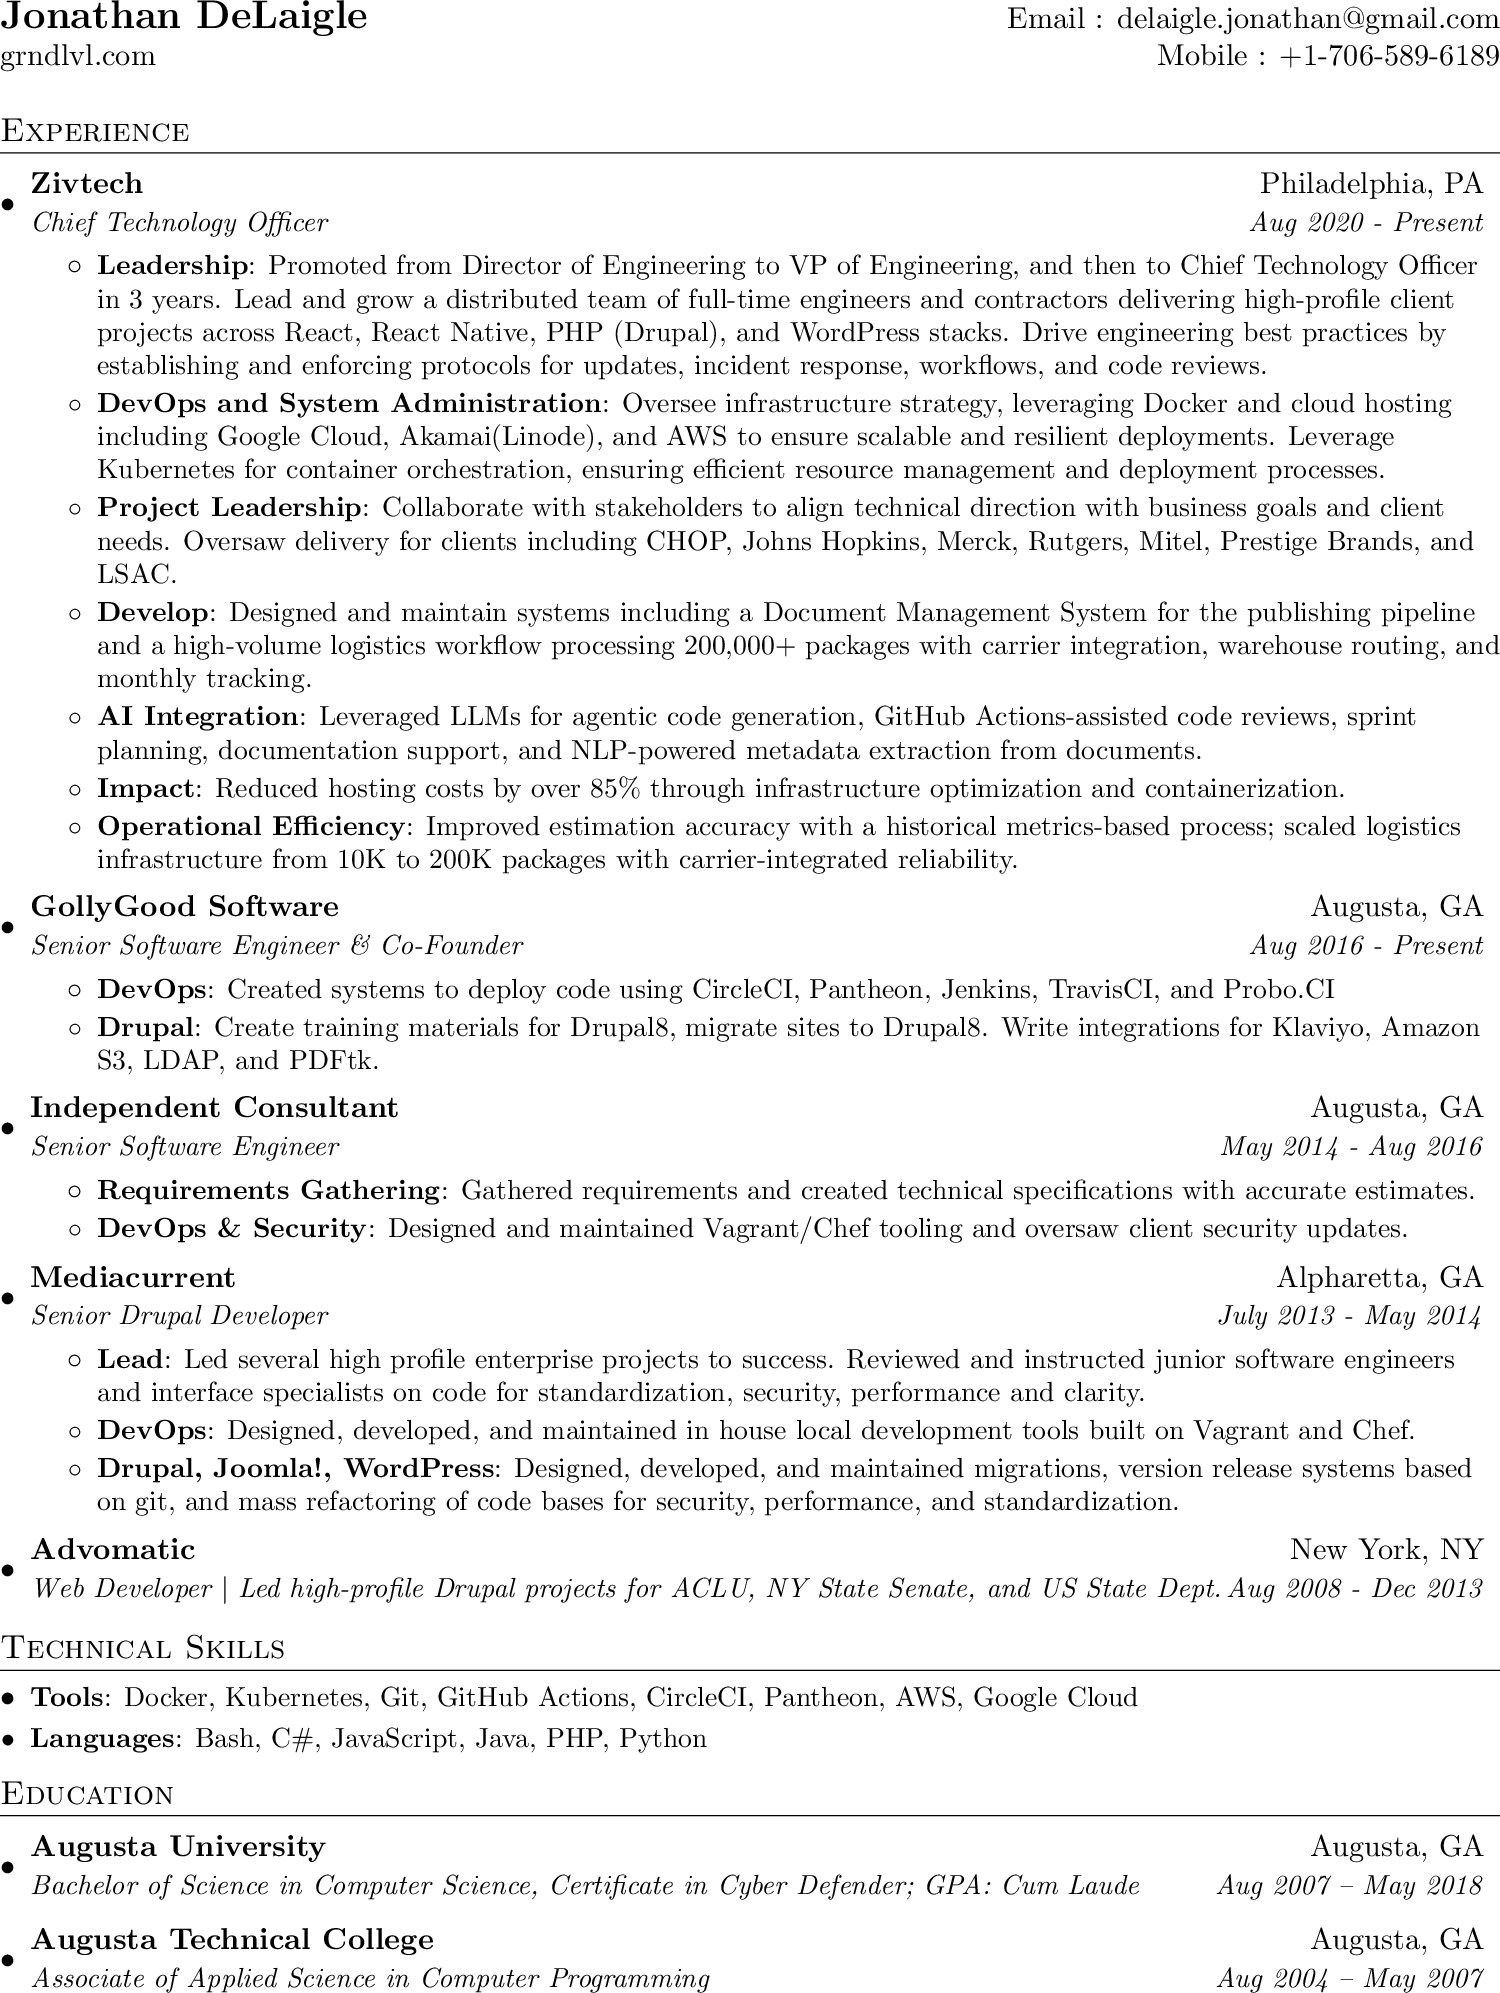 Jonathan DeLaigle Email : delaigle.jonathan@gmail.com
grndlvl.com Mobile : +1-706-589-6189
Experience
• Zivtech Philadelphia, PA
Chief Technology Officer Aug 2020 - Present
◦ Leadership: Promoted from Director of Engineering to VP of Engineering, and then to Chief Technology Officer
in 3 years. Lead and grow a distributed team of full-time engineers and contractors delivering high-profile client
projects across React, React Native, PHP (Drupal), and WordPress stacks. Drive engineering best practices by
establishing and enforcing protocols for updates, incident response, workflows, and code reviews.
◦ DevOps and System Administration: Oversee infrastructure strategy, leveraging Docker and cloud hosting
including Google Cloud, Akamai(Linode), and AWS to ensure scalable and resilient deployments. Leverage
Kubernetes for container orchestration, ensuring efficient resource management and deployment processes.
◦ Project Leadership: Collaborate with stakeholders to align technical direction with business goals and client
needs. Oversaw delivery for clients including CHOP, Johns Hopkins, Merck, Rutgers, Mitel, Prestige Brands, and
LSAC.
◦ Develop: Designed and maintain systems including a Document Management System for the publishing pipeline
and a high-volume logistics workflow processing 200,000+ packages with carrier integration, warehouse routing, and
monthly tracking.
◦ AI Integration: Leveraged LLMs for agentic code generation, GitHub Actions-assisted code reviews, sprint
planning, documentation support, and NLP-powered metadata extraction from documents.
◦ Impact: Reduced hosting costs by over 85% through infrastructure optimization and containerization.
◦ Operational Efficiency: Improved estimation accuracy with a historical metrics-based process; scaled logistics
infrastructure from 10K to 200K packages with carrier-integrated reliability.
• GollyGood Software Augusta, GA
Senior Software Engineer & Co-Founder Aug 2016 - Present
◦ DevOps: Created systems to deploy code using CircleCI, Pantheon, Jenkins, TravisCI, and Probo.CI
◦ Drupal: Create training materials for Drupal8, migrate sites to Drupal8. Write integrations for Klaviyo, Amazon
S3, LDAP, and PDFtk.
• Independent Consultant Augusta, GA
Senior Software Engineer May 2014 - Aug 2016
◦ Requirements Gathering: Gathered requirements and created technical specifications with accurate estimates.
◦ DevOps & Security: Designed and maintained Vagrant/Chef tooling and oversaw client security updates.
• Mediacurrent Alpharetta, GA
Senior Drupal Developer July 2013 - May 2014
◦ Lead: Led several high profile enterprise projects to success. Reviewed and instructed junior software engineers
and interface specialists on code for standardization, security, performance and clarity.
◦ DevOps: Designed, developed, and maintained in house local development tools built on Vagrant and Chef.
◦ Drupal, Joomla!, WordPress: Designed, developed, and maintained migrations, version release systems based
on git, and mass refactoring of code bases for security, performance, and standardization.
• Advomatic New York, NY
Web Developer | Led high-profile Drupal projects for ACLU, NY State Senate, and US State Dept. Aug 2008 - Dec 2013
Technical Skills
• Tools: Docker, Kubernetes, Git, GitHub Actions, CircleCI, Pantheon, AWS, Google Cloud
• Languages: Bash, C#, JavaScript, Java, PHP, Python
Education
• Augusta University Augusta, GA
Bachelor of Science in Computer Science, Certificate in Cyber Defender; GPA: Cum Laude Aug 2007 – May 2018
• Augusta Technical College Augusta, GA
Associate of Applied Science in Computer Programming Aug 2004 – May 2007